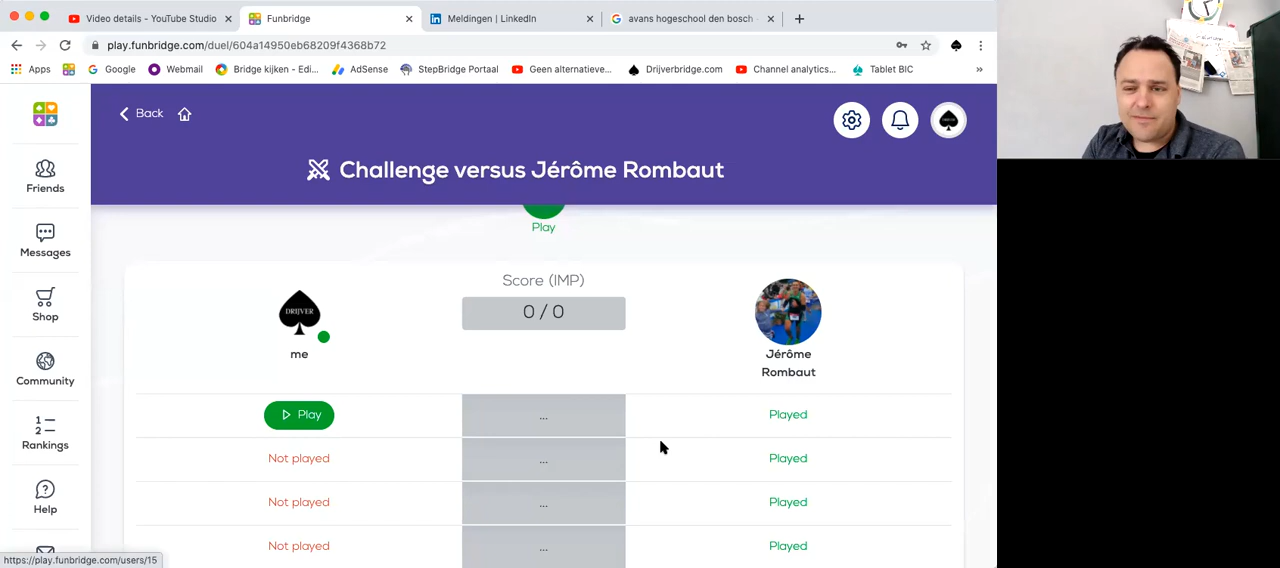 Video details - YouTube Studio
Funbridge
Meldingen | LinkedIn
avans hogeschool den bosch
play.funbridge.com/duel/604a14950eb68209f4368b72
Apps
Google
Webmail
Bridge kijken - Edi...
AdSense
StepBridge Portaal
Geen alternatieve...
Drijverbridge.com
Channel analytics...
Tablet BIC
»
Back
Challenge versus Jérôme Rombaut
Friends
Messages
Shop
Community
1
2
Rankings
Help
Play
Score (IMP)
0 / 0
DRIJVER
me
Jérôme
Rombaut
Play
...
Played
Not played
...
Played
Not played
...
Played
Not played
...
Played
https://play.funbridge.com/users/15